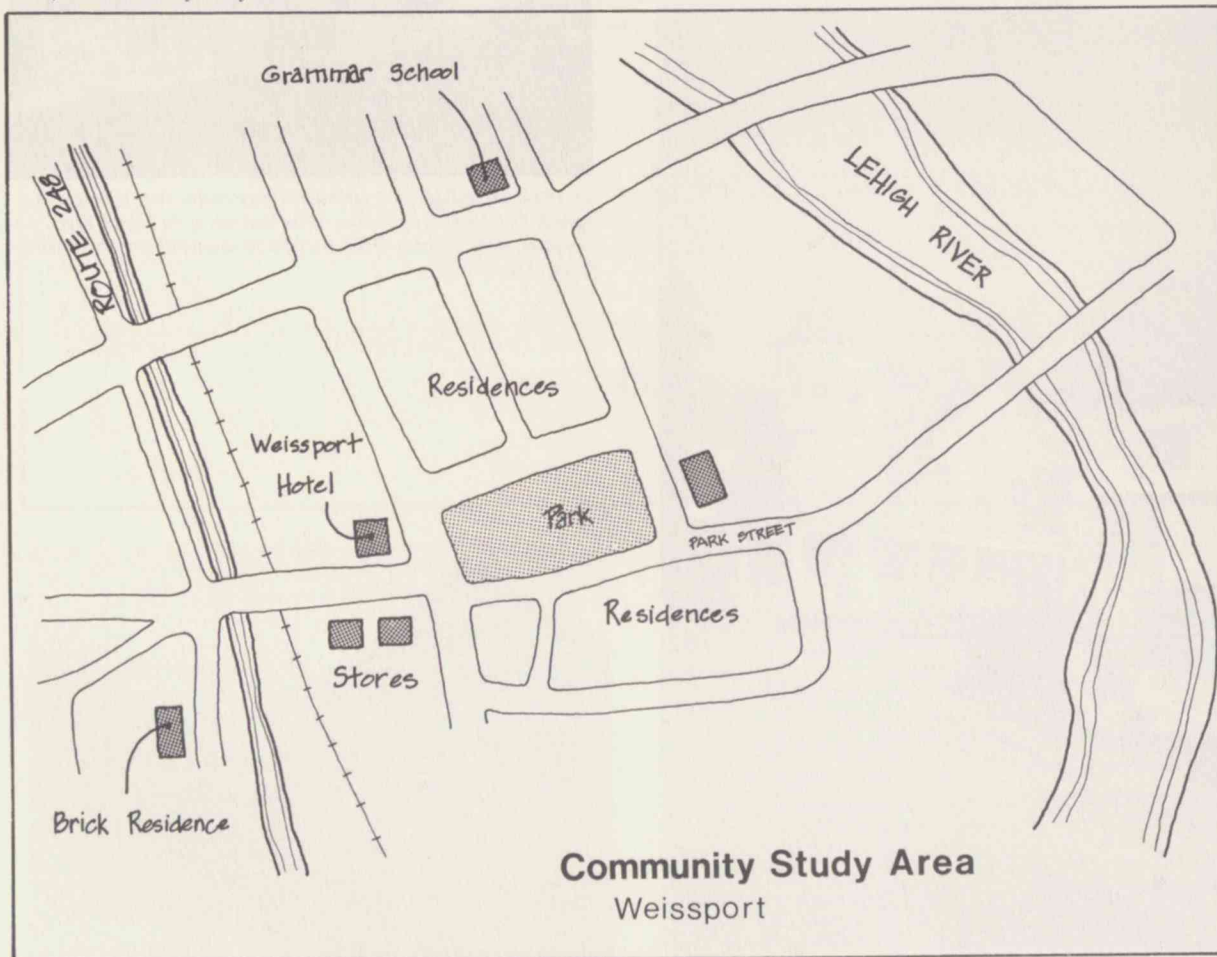 Grammar School
ROUTE 248
LEHIGH
RIVER
Residences
Weissport
Hotel
Park
PARK STREET
Residences
Stores
Brick Residence
Community Study Area
Weissport